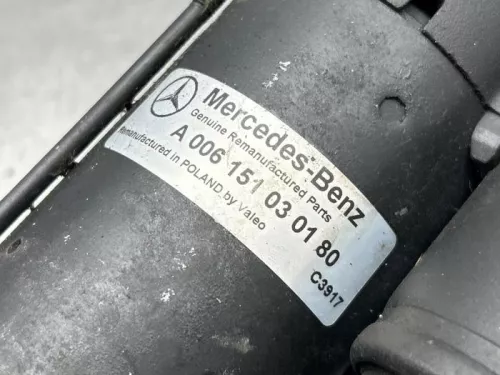 Mercedes-Benz
Genuine Remanufactured Parts
A 006 151 03 01 80
Remanufactured in POLAND by Valeo
C3917